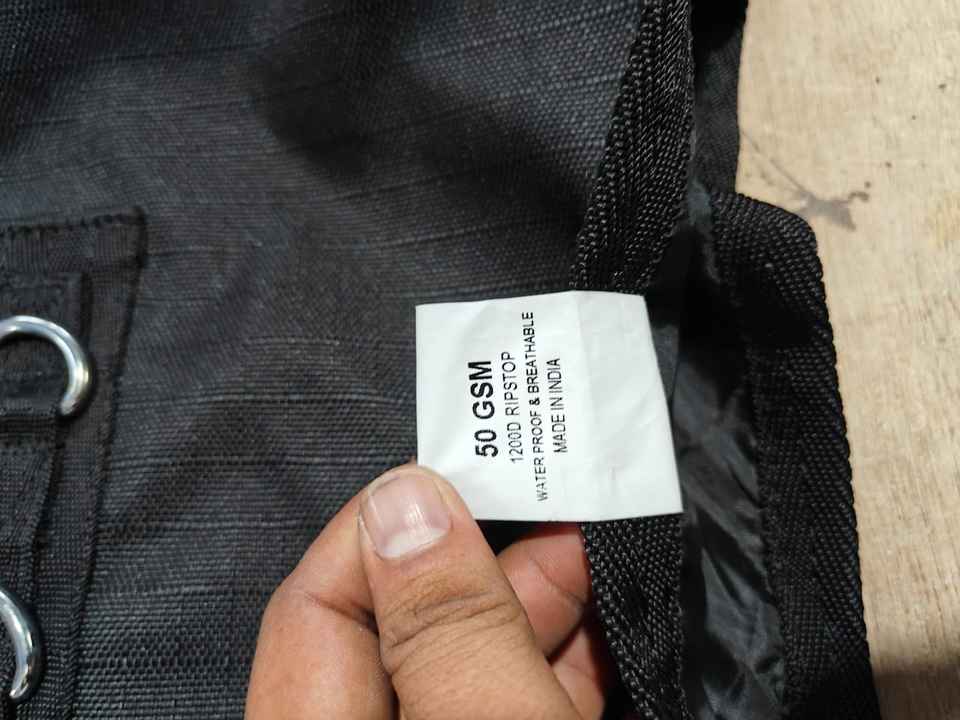 50 GSM
1200D RIPSTOP
WATER PROOF & BREATHABLE
MADE IN INDIA